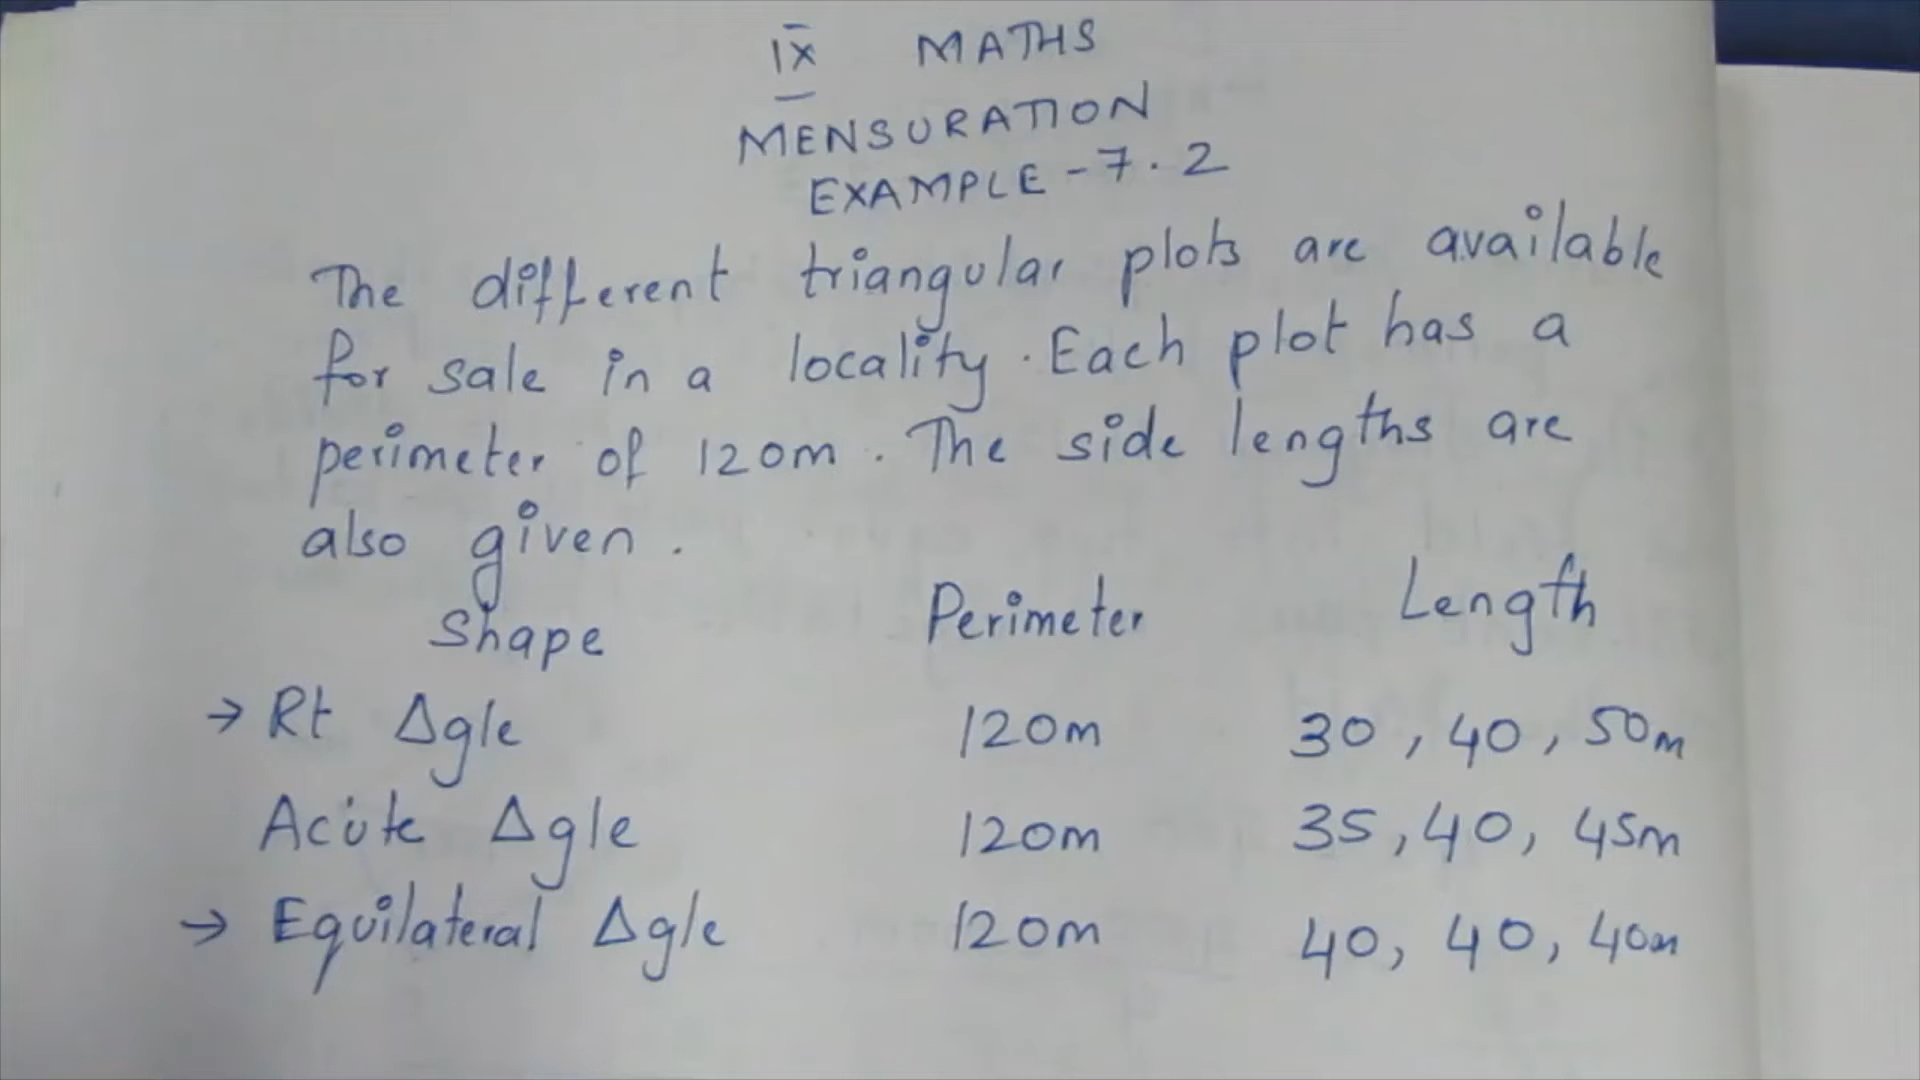 IX MATHS
MENSURATION
EXAMPLE - 7.2
The different triangular plots are available
for sale in a locality. Each plot has a
perimeter of 120m. The side lengths are
also given.
Shape Perimeter Length
→ Rt Δgle 120m 30, 40, 50m
Acute Δgle 120m 35, 40, 45m
→ Equilateral Δgle 120m 40, 40, 40m